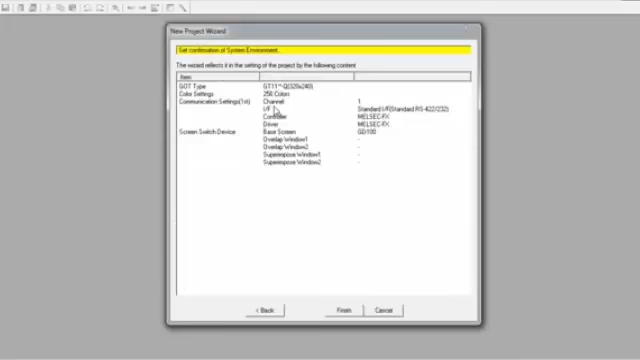 New Project Wizard
Set confirmation of System Environment...
The wizard reflects it in the setting of the project by the following content
Item
GOT Type GT11**-Q(320x240)
Color Settings 256 Colors
Communication Settings(1st) Channel 1
I/F Standard I/F(Standard RS-422/232)
Controller MELSEC-FX
Driver MELSEC-FX
Screen Switch Device Base Screen GD100
Overlap Window1 -
Overlap Window2 -
Superimpose Window1 -
Superimpose Window2 -
< Back Finish Cancel